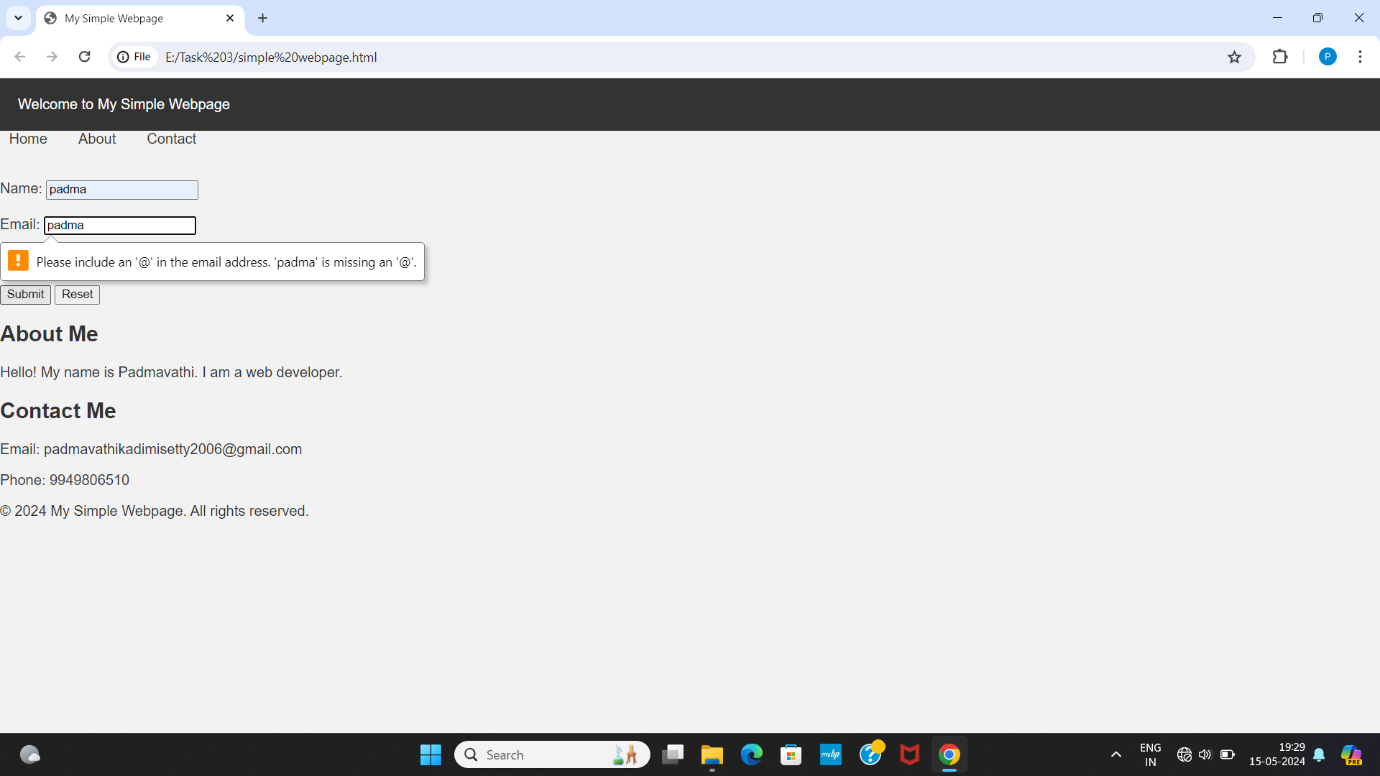 My Simple Webpage
File E:/Task%203/simple%20webpage.html P
Welcome to My Simple Webpage
Home About Contact
Name: padma
Email: padma
! Please include an '@' in the email address. 'padma' is missing an '@'.
Submit Reset
About Me
Hello! My name is Padmavathi. I am a web developer.
Contact Me
Email: padmavathikadimisetty2006@gmail.com
Phone: 9949806510
© 2024 My Simple Webpage. All rights reserved.
Search myhp ? ENG 19:29 PRE
IN 15-05-2024